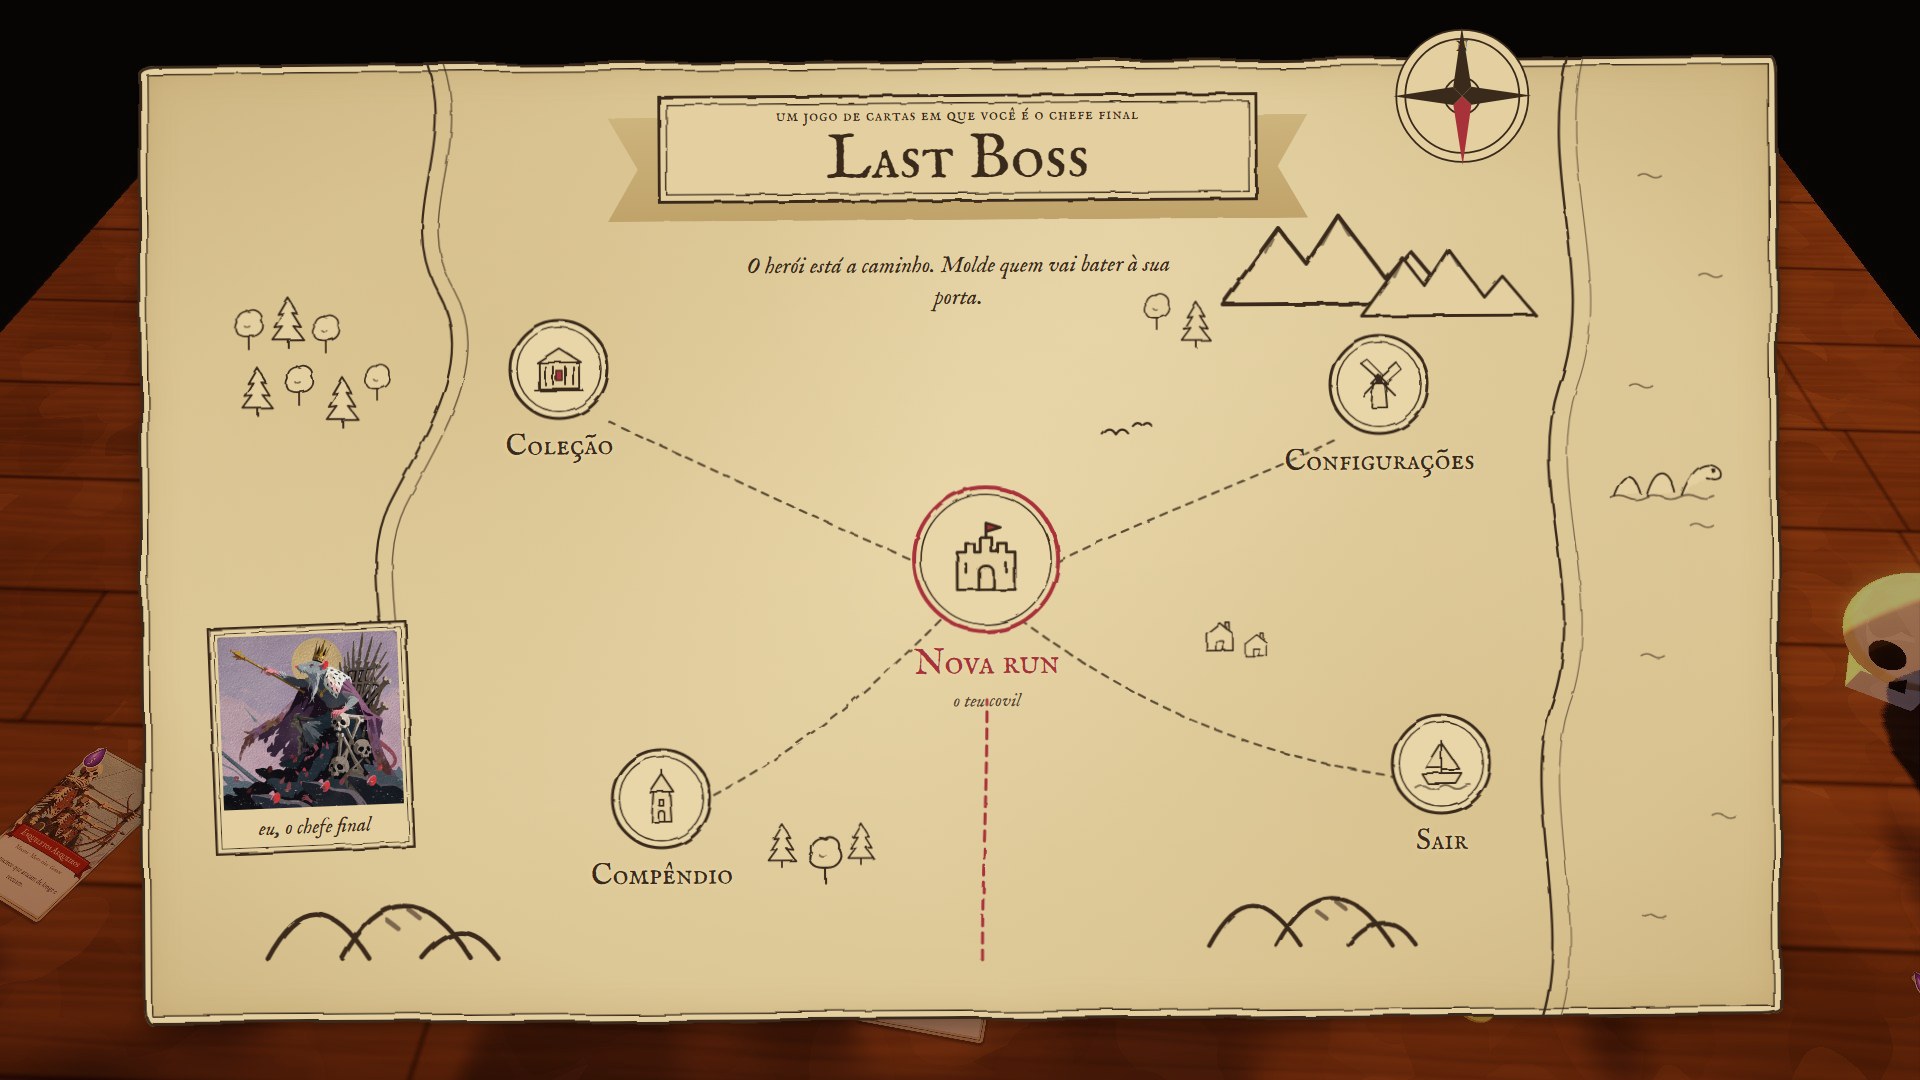 UM JOGO DE CARTAS EM QUE VOCÊ É O CHEFE FINAL
LAST BOSS
O herói está a caminho. Molde quem vai bater à sua
porta.
COLEÇÃO
CONFIGURAÇÕES
NOVA RUN
o teu covil
eu, o chefe final
COMPÊNDIO
SAIR